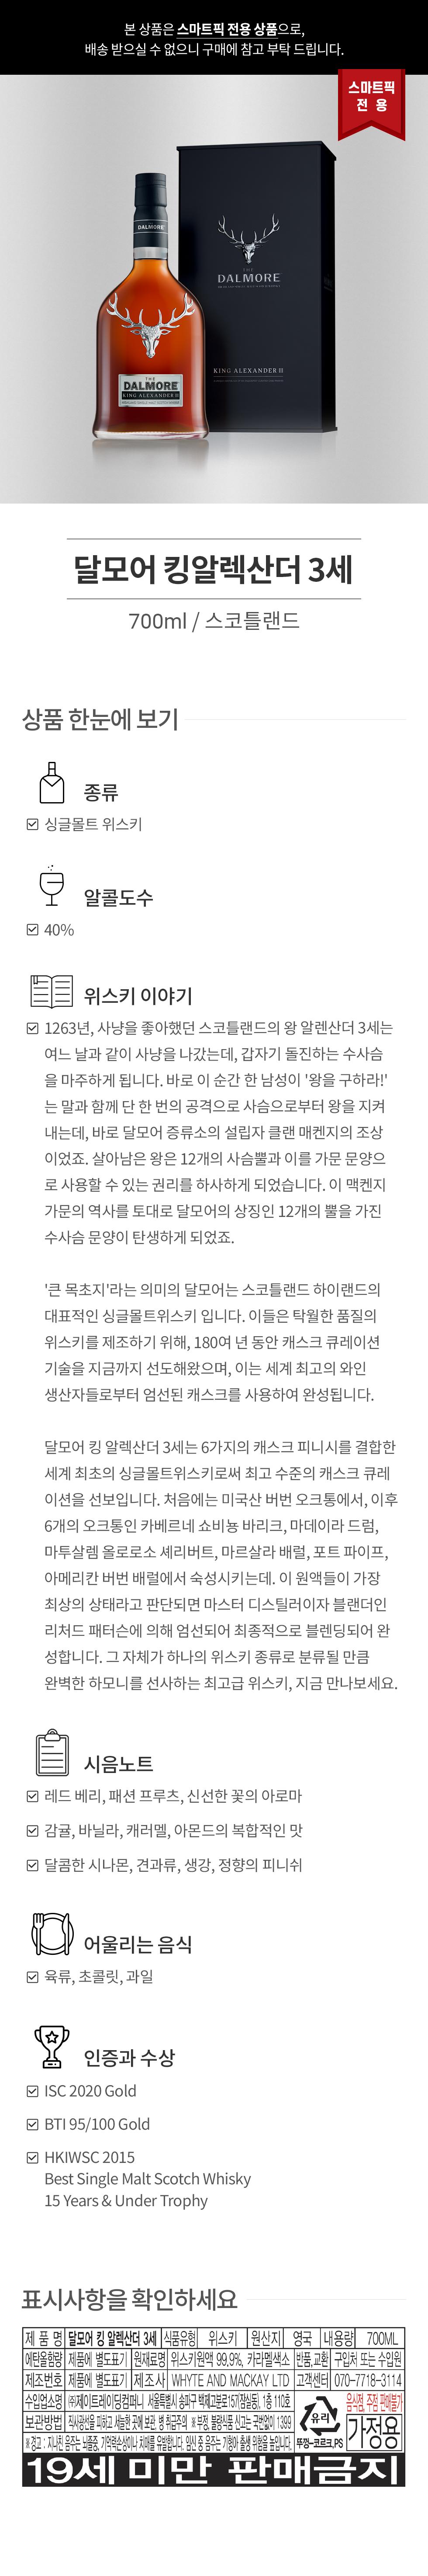 본 상품은 스마트픽 전용 상품으로,
배송 받으실 수 없으니 구매에 참고 부탁 드립니다.
스마트픽
전 용
DALMORE
THE
DALMORE
KING ALEXANDER III
THE
DALMORE
KING ALEXANDER III
달모어 킹알렉산더 3세
700ml / 스코틀랜드
상품 한눈에 보기
종류
싱글몰트 위스키
알콜도수
40%
위스키 이야기
1263년, 사냥을 좋아했던 스코틀랜드의 왕 알렌산더 3세는
여느 날과 같이 사냥을 나갔는데, 갑자기 돌진하는 수사슴
을 마주하게 됩니다. 바로 이 순간 한 남성이 '왕을 구하라!'
는 말과 함께 단 한 번의 공격으로 사슴으로부터 왕을 지켜
내는데, 바로 달모어 증류소의 설립자 클랜 매켄지의 조상
이었죠. 살아남은 왕은 12개의 사슴뿔과 이를 가문 문양으
로 사용할 수 있는 권리를 하사하게 되었습니다. 이 맥켄지
가문의 역사를 토대로 달모어의 상징인 12개의 뿔을 가진
수사슴 문양이 탄생하게 되었죠.
'큰 목초지'라는 의미의 달모어는 스코틀랜드 하이랜드의
대표적인 싱글몰트위스키 입니다. 이들은 탁월한 품질의
위스키를 제조하기 위해, 180여 년 동안 캐스크 큐레이션
기술을 지금까지 선도해왔으며, 이는 세계 최고의 와인
생산자들로부터 엄선된 캐스크를 사용하여 완성됩니다.
달모어 킹 알렉산더 3세는 6가지의 캐스크 피니시를 결합한
세계 최초의 싱글몰트위스키로써 최고 수준의 캐스크 큐레
이션을 선보입니다. 처음에는 미국산 버번 오크통에서, 이후
6개의 오크통인 카베르네 쇼비뇽 바리크, 마데이라 드럼,
마투살렘 올로로소 셰리버트, 마르살라 배럴, 포트 파이프,
아메리칸 버번 배럴에서 숙성시키는데. 이 원액들이 가장
최상의 상태라고 판단되면 마스터 디스틸러이자 블랜더인
리처드 패터슨에 의해 엄선되어 최종적으로 블렌딩되어 완
성합니다. 그 자체가 하나의 위스키 종류로 분류될 만큼
완벽한 하모니를 선사하는 최고급 위스키, 지금 만나보세요.
시음노트
레드 베리, 패션 프루츠, 신선한 꽃의 아로마
감귤, 바닐라, 캐러멜, 아몬드의 복합적인 맛
달콤한 시나몬, 견과류, 생강, 정향의 피니쉬
어울리는 음식
육류, 초콜릿, 과일
인증과 수상
ISC 2020 Gold
BTI 95/100 Gold
HKIWSC 2015
Best Single Malt Scotch Whisky
15 Years & Under Trophy
표시사항을 확인하세요
제 품 명 달모어 킹 알렉산더 3세 식품유형 위스키 원산지 영국 내용량 700ML
에탄올함량 제품에 별도표기 원재료명 위스키원액 99.9%, 카라멜색소 반품,교환 구입처 또는 수입원
제조번호 제품에 별도표기 제 조 사 WHYTE AND MACKAY LTD 고객센터 070-7718-3114
수입업소명 ㈜제이트레이딩컴퍼니, 서울특별시 송파구 백제고분로 157(잠실동), 1층 110호
보관방법 직사광선을 피하고 서늘한 곳에 보관. 병 취급주의 ※ 부정, 불량식품 신고는 국번없이 1399
※경고 : 지나친 음주는 뇌졸중, 기억력손상이나 치매를 유발합니다. 임신 중 음주는 기형아 출생 위험을 높입니다.
유리
뚜껑-코르크,PS
음식점, 주점 판매불가
가정용
19세 미만 판매금지